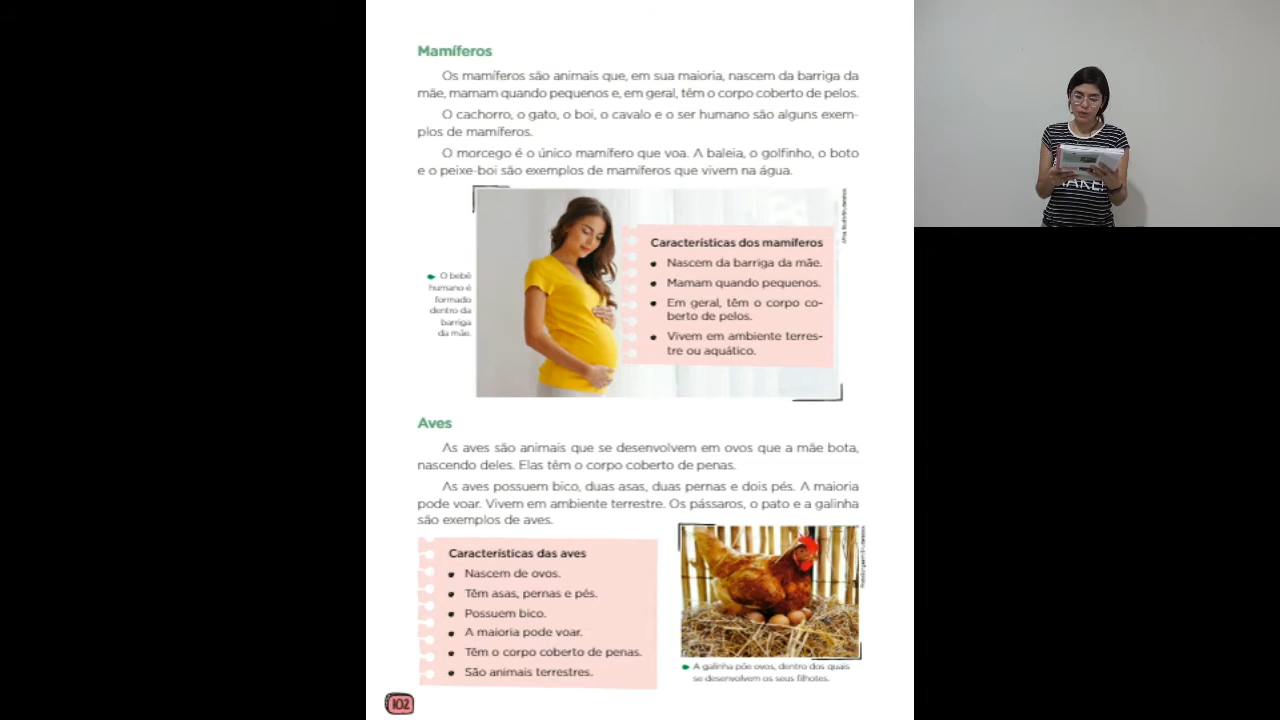 Mamíferos
Os mamíferos são animais que, em sua maioria, nascem da barriga da
mãe, mamam quando pequenos e, em geral, têm o corpo coberto de pelos.
O cachorro, o gato, o boi, o cavalo e o ser humano são alguns exem-
plos de mamíferos.
O morcego é o único mamífero que voa. A baleia, o golfinho, o boto
e o peixe-boi são exemplos de mamíferos que vivem na água.
O bebê
humano é
formado
dentro da
barriga
da mãe.
Características dos mamíferos
Nascem da barriga da mãe.
Mamam quando pequenos.
Em geral, têm o corpo co-
berto de pelos.
Vivem em ambiente terres-
tre ou aquático.
Aves
As aves são animais que se desenvolvem em ovos que a mãe bota,
nascendo deles. Elas têm o corpo coberto de penas.
As aves possuem bico, duas asas, duas pernas e dois pés. A maioria
pode voar. Vivem em ambiente terrestre. Os pássaros, o pato e a galinha
são exemplos de aves.
Características das aves
Nascem de ovos.
Têm asas, pernas e pés.
Possuem bico.
A maioria pode voar.
Têm o corpo coberto de penas.
São animais terrestres.
A galinha põe ovos, dentro dos quais
se desenvolvem os seus filhotes.
102